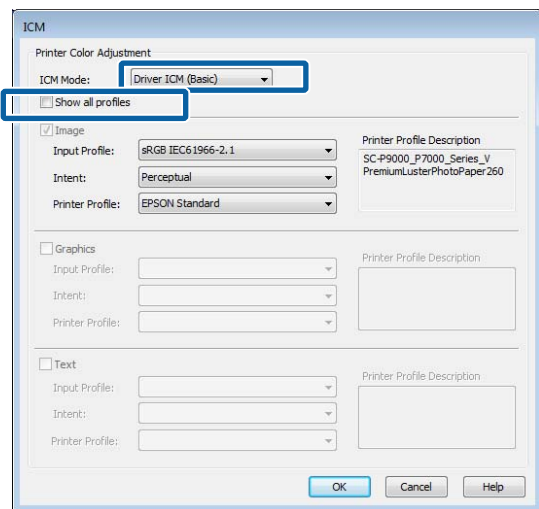 ICM
Printer Color Adjustment
ICM Mode: Driver ICM (Basic)
Show all profiles
Image
Input Profile: sRGB IEC61966-2.1
Intent: Perceptual
Printer Profile: EPSON Standard
Printer Profile Description
SC-P9000_P7000_Series_V
PremiumLusterPhotoPaper260
Graphics
Input Profile:
Intent:
Printer Profile:
Printer Profile Description
Text
Input Profile:
Intent:
Printer Profile:
Printer Profile Description
OK Cancel Help